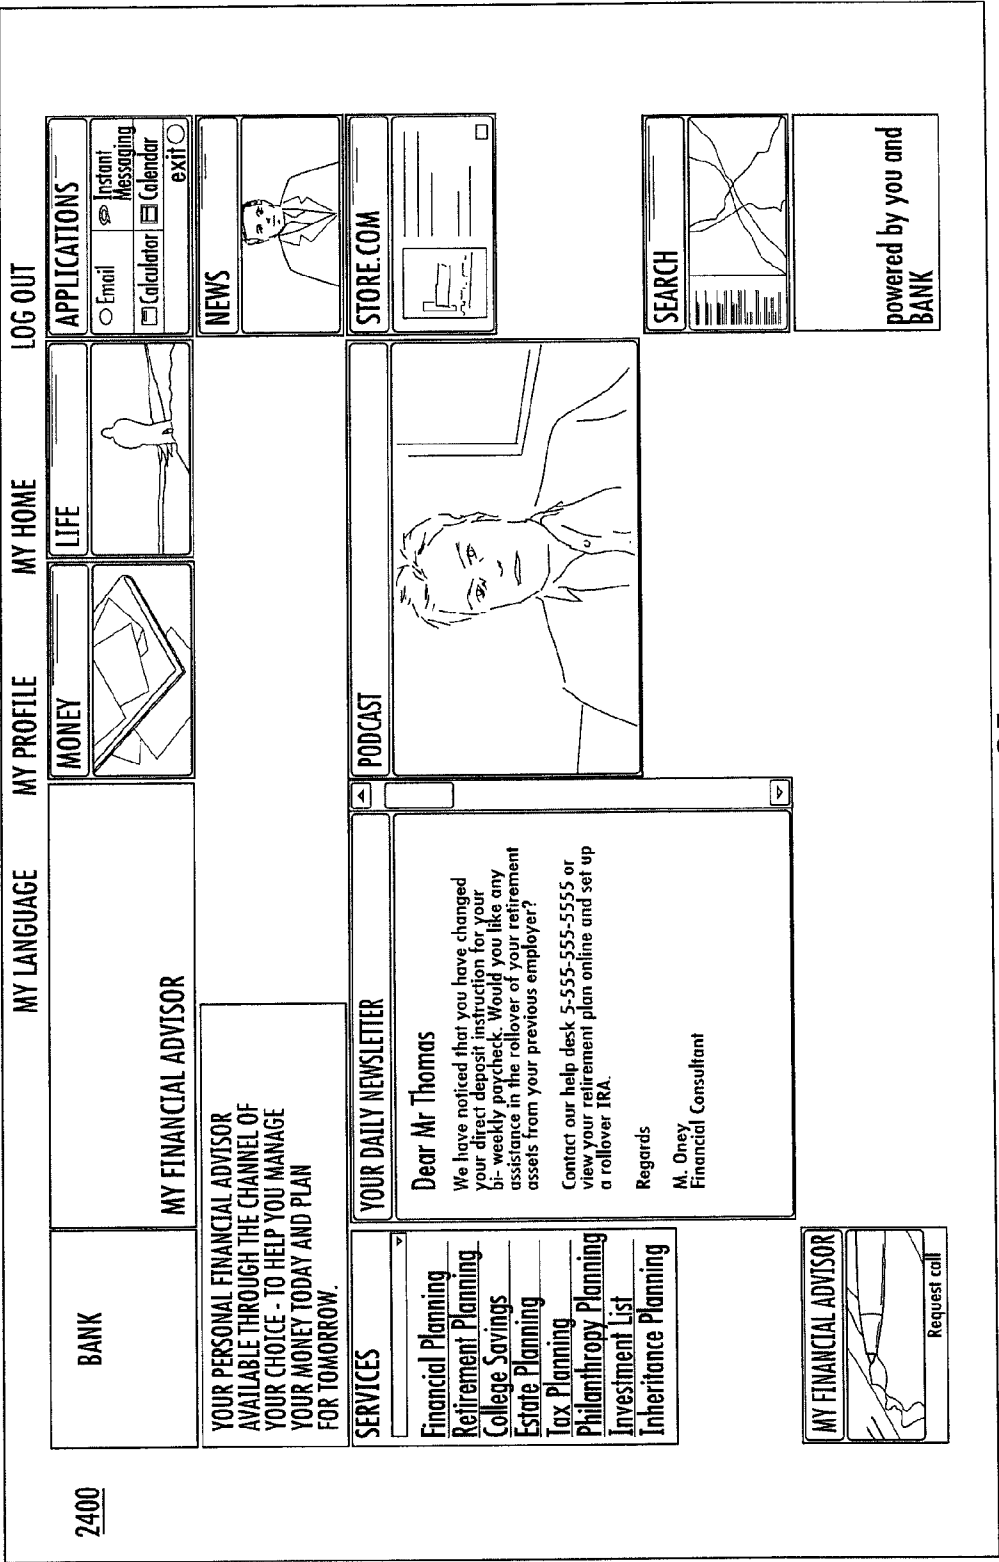 2400
MY LANGUAGE
MY PROFILE
MY HOME
LOG OUT
BANK
MY FINANCIAL ADVISOR
MONEY
LIFE
APPLICATIONS
Email
Instant
Messaging
Calculator
Calendar
exit
YOUR PERSONAL FINANCIAL ADVISOR
AVAILABLE THROUGH THE CHANNEL OF
YOUR CHOICE - TO HELP YOU MANAGE
YOUR MONEY TODAY AND PLAN
FOR TOMORROW.
NEWS
SERVICES
Financial Planning
Retirement Planning
College Savings
Estate Planning
Tax Planning
Philanthropy Planning
Investment List
Inheritance Planning
YOUR DAILY NEWSLETTER
Dear Mr Thomas
We have noticed that you have changed
your direct deposit instruction for your
bi- weekly paycheck. Would you like any
assistance in the rollover of your retirement
assets from your previous employer?
Contact our help desk 5-555-555-5555 or
view your retirement plan online and set up
a rollover IRA.
Regards
M. Oney
Financial Consultant
PODCAST
STORE.COM
SEARCH
MY FINANCIAL ADVISOR
Request call
powered by you and
BANK